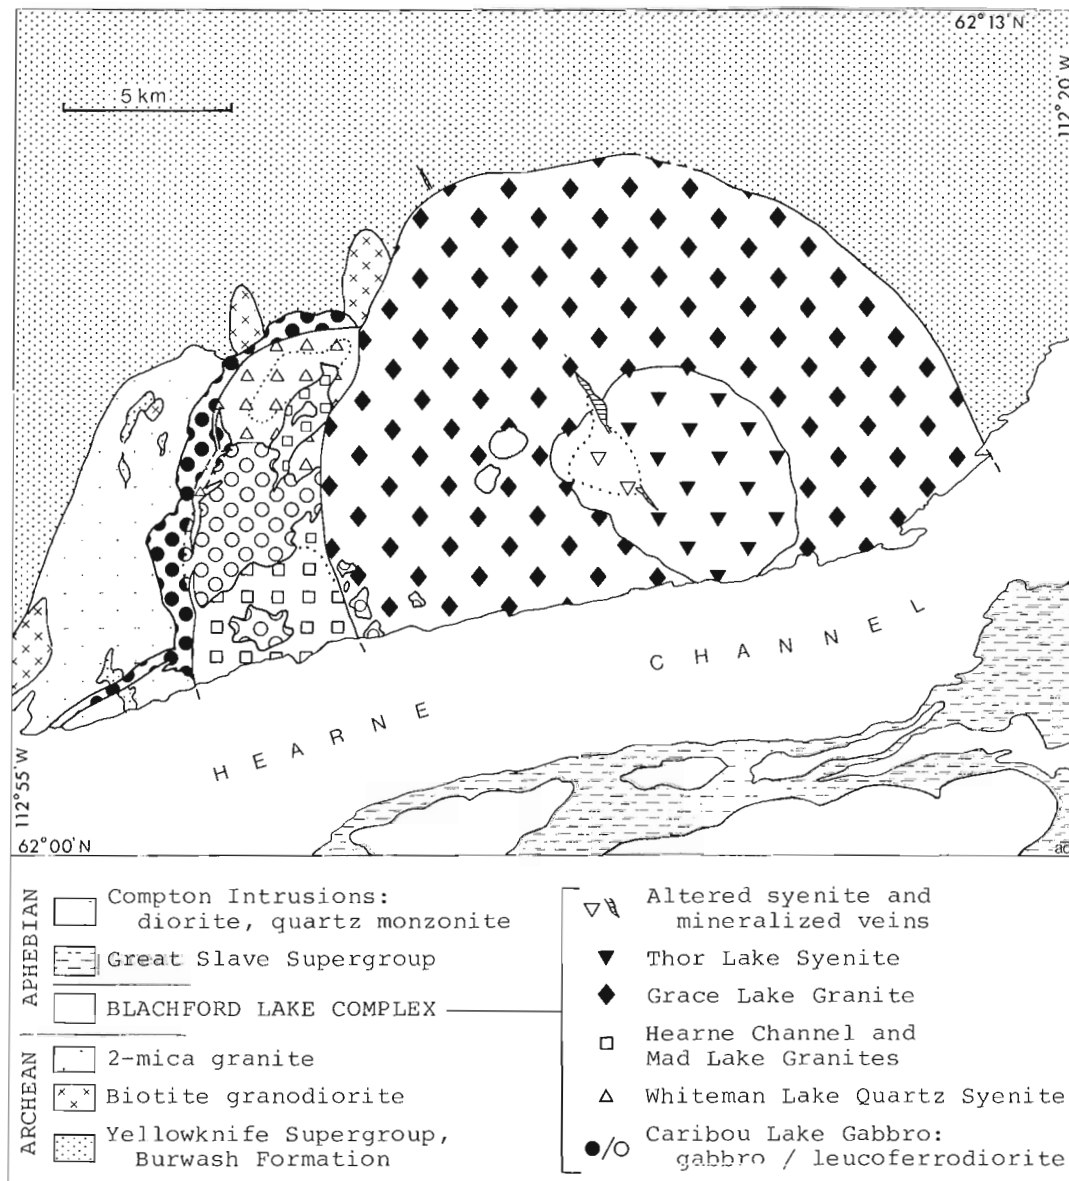 62°13'N
112°20' W
5 km
HEARNE CHANNEL
112°55' W
62°00'N
ac
APHEBIAN
Compton Intrusions:
diorite, quartz monzonite
Great Slave Supergroup
BLACHFORD LAKE COMPLEX
ARCHEAN
2-mica granite
Biotite granodiorite
Yellowknife Supergroup,
Burwash Formation
Altered syenite and
mineralized veins
Thor Lake Syenite
Grace Lake Granite
Hearne Channel and
Mad Lake Granites
Whiteman Lake Quartz Syenite
Caribou Lake Gabbro:
gabbro / leucoferrodiorite